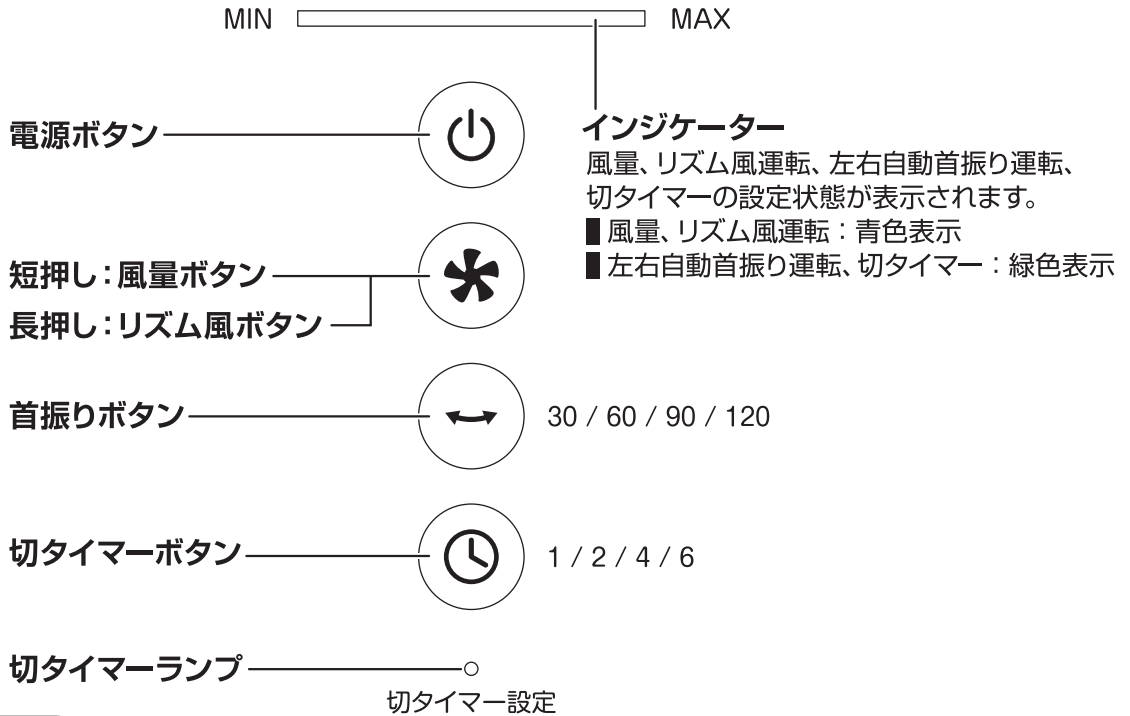 MIN MAX
電源ボタン
インジケーター
風量、リズム風運転、左右自動首振り運転、
切タイマーの設定状態が表示されます。
■風量、リズム風運転：青色表示
■左右自動首振り運転、切タイマー：緑色表示
短押し：風量ボタン
長押し：リズム風ボタン
首振りボタン 30 / 60 / 90 / 120
切タイマーボタン 1 / 2 / 4 / 6
切タイマーランプ
切タイマー設定